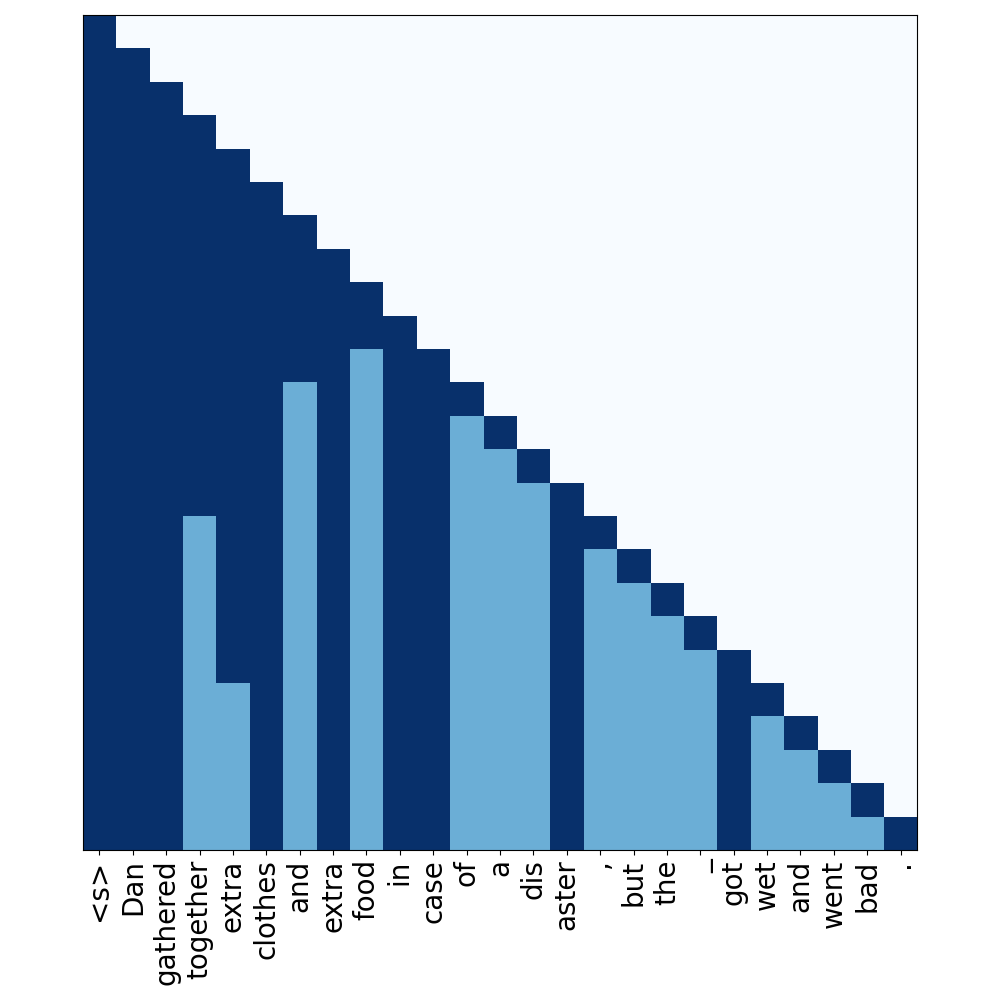 <s> Dan gathered together extra clothes and extra food in case of a dis aster , but the _ got wet and went bad .